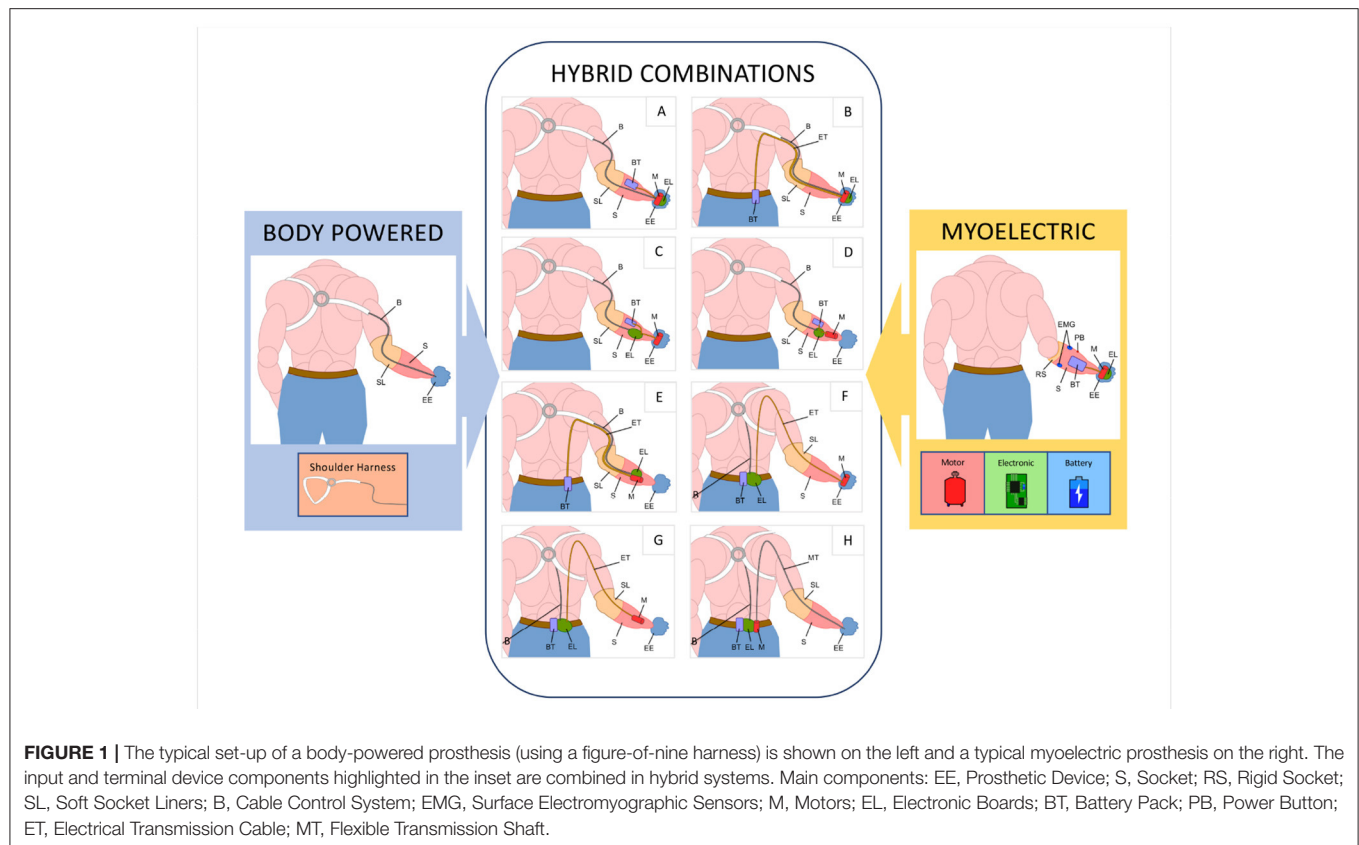 HYBRID COMBINATIONS
A
B
BT
M
EL
SL
S
EE
B
B
ET
M
EL
SL
S
EE
BT
BODY POWERED
B
S
SL
EE
Shoulder Harness
C
B
BT
M
SL
S
EL
EE
D
B
BT
M
SL
S
EL
EE
MYOELECTRIC
EMG
PB
M
EL
RS
S
BT
EE
Motor
Electronic
Battery
E
B
ET
EL
SL
S
M
EE
BT
F
ET
SL
M
S
EE
B
BT
EL
G
ET
SL
M
S
EE
B
BT
EL
H
MT
SL
S
EE
B
BT
EL
M
FIGURE 1 | The typical set-up of a body-powered prosthesis (using a figure-of-nine harness) is shown on the left and a typical myoelectric prosthesis on the right. The
input and terminal device components highlighted in the inset are combined in hybrid systems. Main components: EE, Prosthetic Device; S, Socket; RS, Rigid Socket;
SL, Soft Socket Liners; B, Cable Control System; EMG, Surface Electromyographic Sensors; M, Motors; EL, Electronic Boards; BT, Battery Pack; PB, Power Button;
ET, Electrical Transmission Cable; MT, Flexible Transmission Shaft.